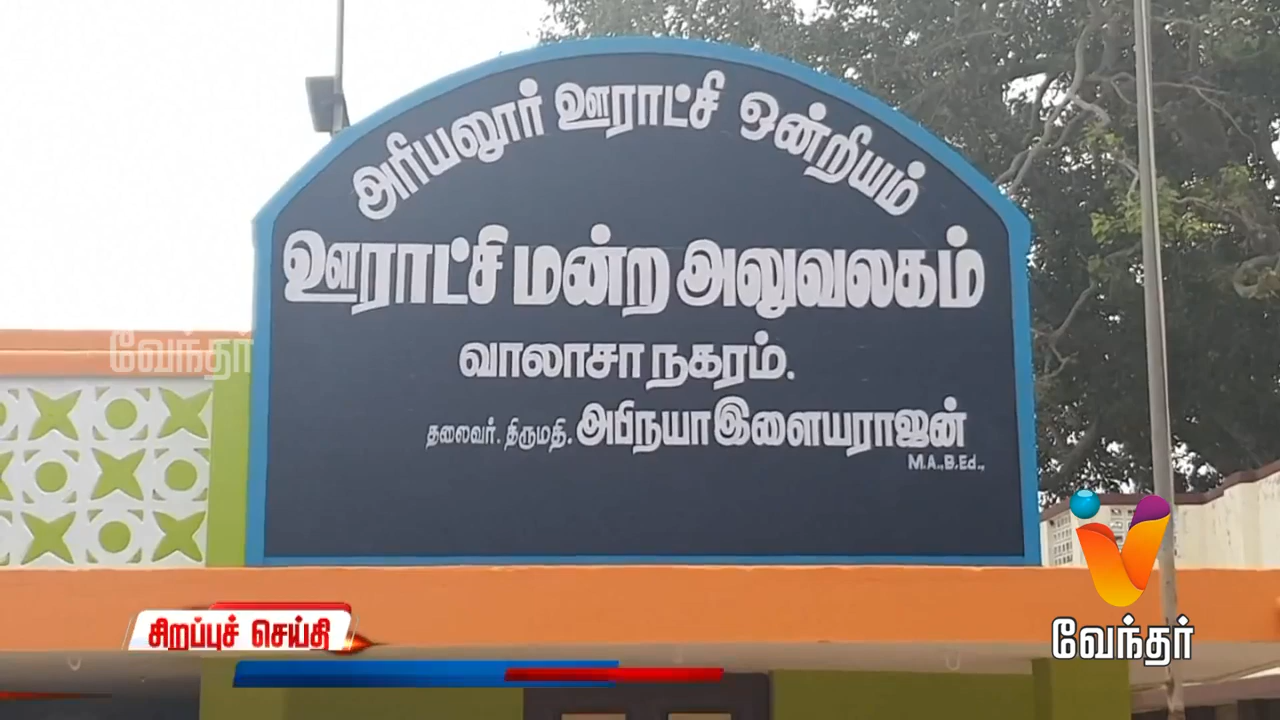 அரியலூர் ஊராட்சி ஒன்றியம்
ஊராட்சி மன்ற அலுவலகம்
வாலாசா நகரம்.
தலைவர். திருமதி. அபிநயா இளையராஜன்
M.A.,B.Ed.,
வேந்தர்
சிறப்புச் செய்தி
வேந்தர்